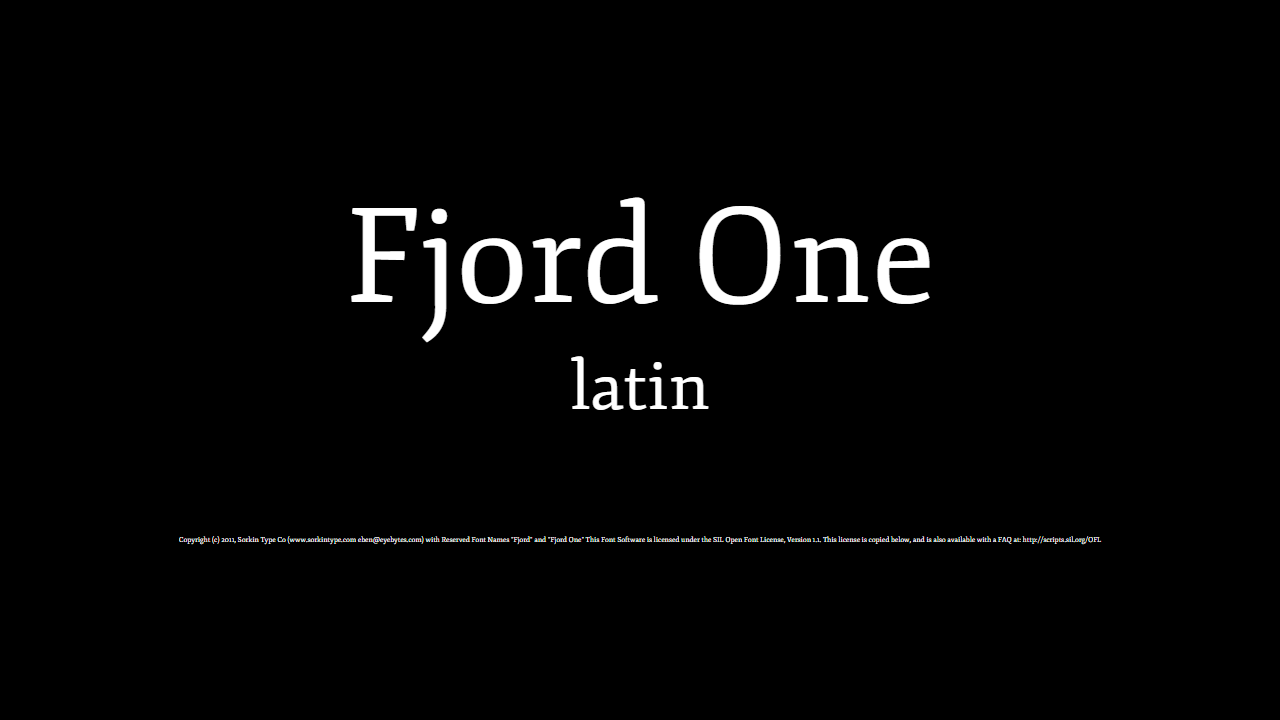 Fjord One
latin
Copyright (c) 2011, Sorkin Type Co (www.sorkintype.com eben@eyebytes.com) with Reserved Font Names "Fjord" and "Fjord One" This Font Software is licensed under the SIL Open Font License, Version 1.1. This license is copied below, and is also available with a FAQ at: http://scripts.sil.org/OFL